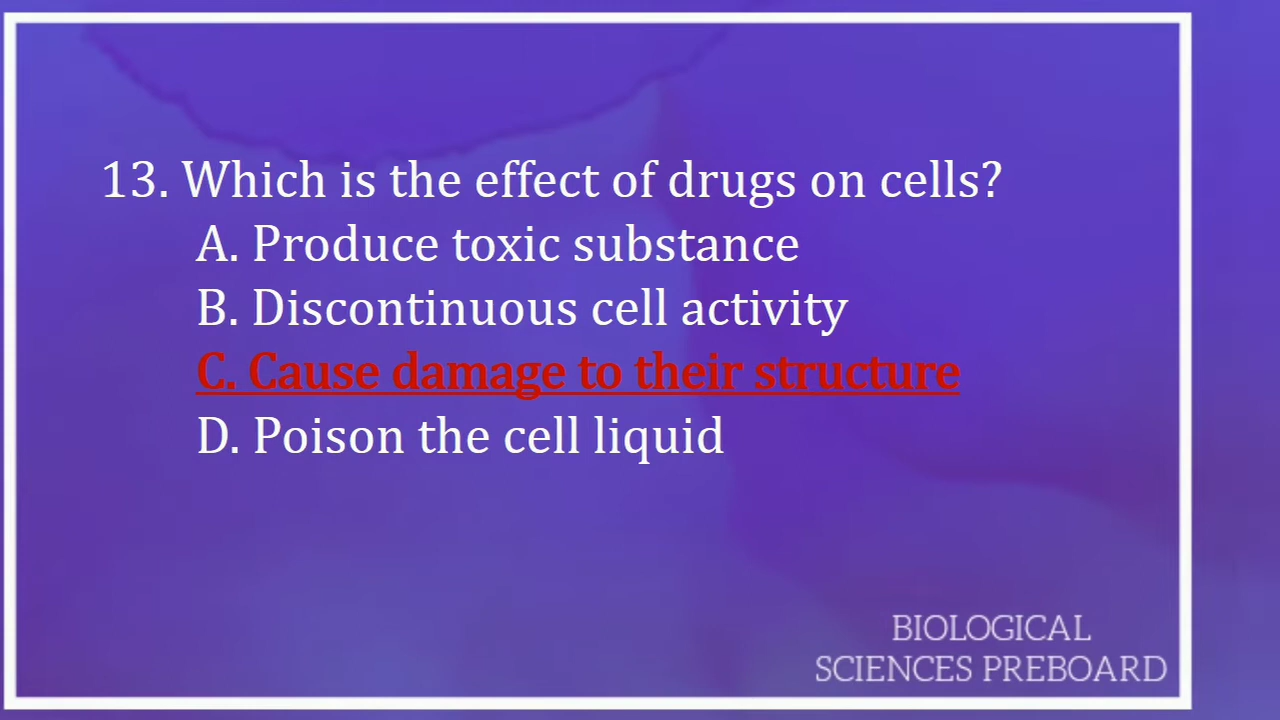 13. Which is the effect of drugs on cells?
A. Produce toxic substance
B. Discontinuous cell activity
C. Cause damage to their structure
D. Poison the cell liquid
BIOLOGICAL
SCIENCES PREBOARD